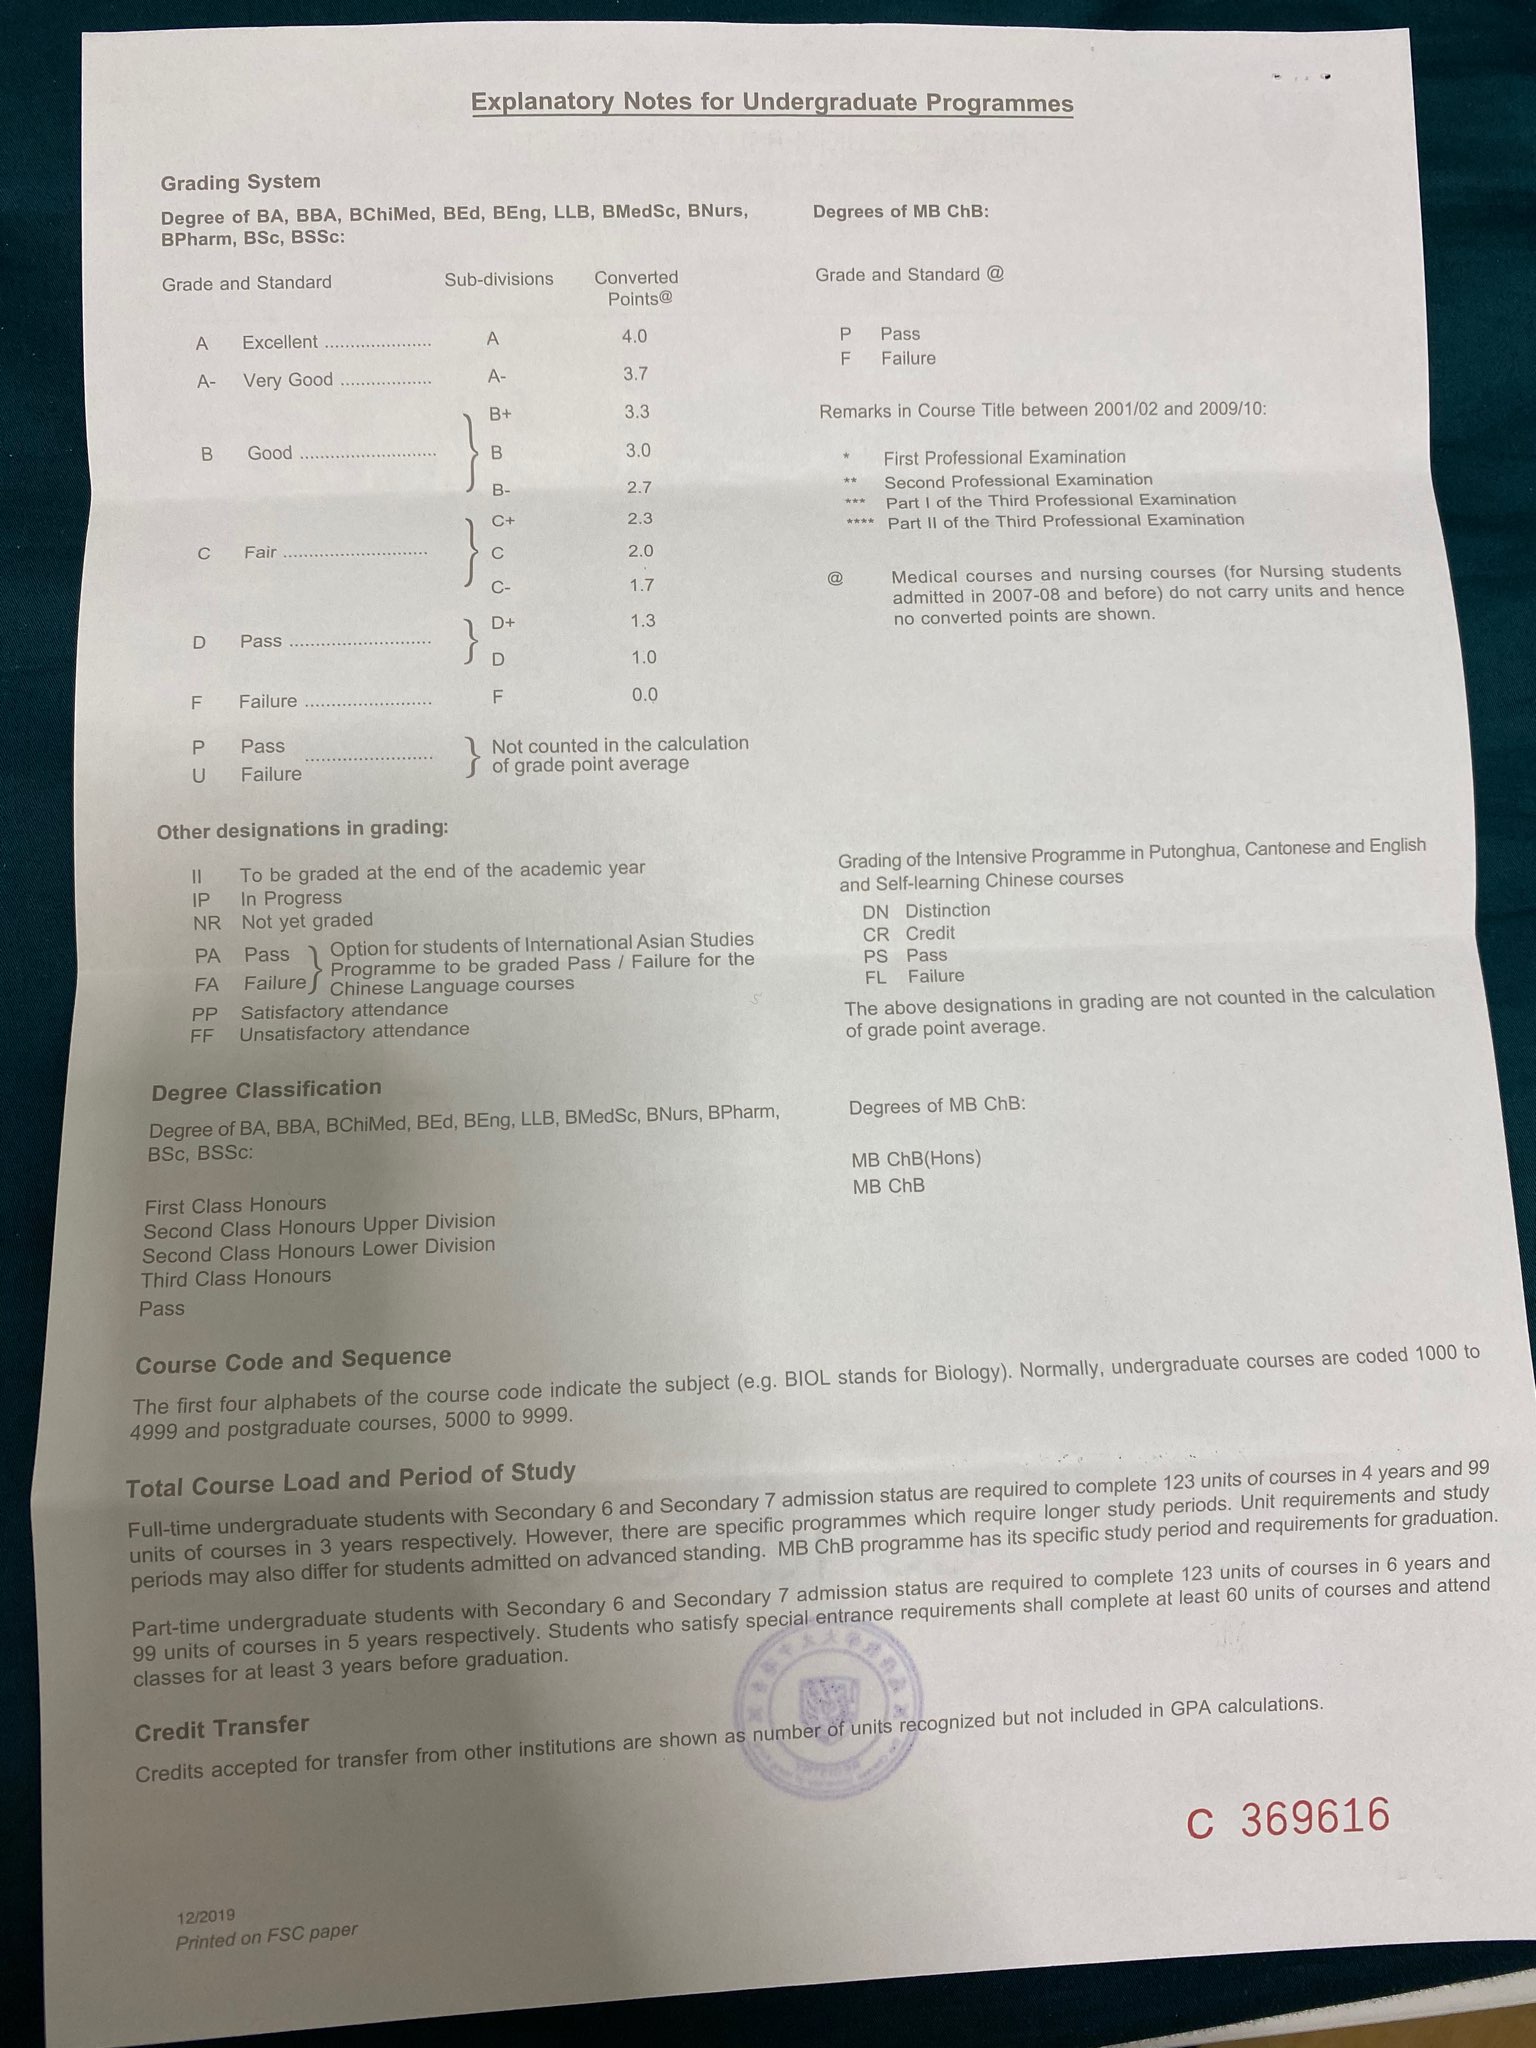 Explanatory Notes for Undergraduate Programmes
Grading System
Degree of BA, BBA, BChiMed, BEd, BEng, LLB, BMedSc, BNurs,
BPharm, BSc, BSSc:
Grade and Standard Sub-divisions Converted
Points@
A Excellent ...................... A 4.0
A- Very Good .................. A- 3.7
B Good ........................... } B+ 3.3
B 3.0
B- 2.7
C Fair ............................. } C+ 2.3
C 2.0
C- 1.7
D Pass ........................... } D+ 1.3
D 1.0
F Failure ........................ F 0.0
P Pass ........................ } Not counted in the calculation
U Failure of grade point average
Degrees of MB ChB:
Grade and Standard @
P Pass
F Failure
Remarks in Course Title between 2001/02 and 2009/10:
* First Professional Examination
** Second Professional Examination
*** Part I of the Third Professional Examination
**** Part II of the Third Professional Examination
@ Medical courses and nursing courses (for Nursing students
admitted in 2007-08 and before) do not carry units and hence
no converted points are shown.
Other designations in grading:
II To be graded at the end of the academic year
IP In Progress
NR Not yet graded
PA Pass } Option for students of International Asian Studies
Programme to be graded Pass / Failure for the
FA Failure Chinese Language courses
PP Satisfactory attendance
FF Unsatisfactory attendance
Grading of the Intensive Programme in Putonghua, Cantonese and English
and Self-learning Chinese courses
DN Distinction
CR Credit
PS Pass
FL Failure
The above designations in grading are not counted in the calculation
of grade point average.
Degree Classification
Degree of BA, BBA, BChiMed, BEd, BEng, LLB, BMedSc, BNurs, BPharm,
BSc, BSSc:
First Class Honours
Second Class Honours Upper Division
Second Class Honours Lower Division
Third Class Honours
Pass
Degrees of MB ChB:
MB ChB(Hons)
MB ChB
Course Code and Sequence
The first four alphabets of the course code indicate the subject (e.g. BIOL stands for Biology). Normally, undergraduate courses are coded 1000 to
4999 and postgraduate courses, 5000 to 9999.
Total Course Load and Period of Study
Full-time undergraduate students with Secondary 6 and Secondary 7 admission status are required to complete 123 units of courses in 4 years and 99
units of courses in 3 years respectively. However, there are specific programmes which require longer study periods. Unit requirements and study
periods may also differ for students admitted on advanced standing. MB ChB programme has its specific study period and requirements for graduation.
Part-time undergraduate students with Secondary 6 and Secondary 7 admission status are required to complete 123 units of courses in 6 years and
99 units of courses in 5 years respectively. Students who satisfy special entrance requirements shall complete at least 60 units of courses and attend
classes for at least 3 years before graduation.
Credit Transfer
Credits accepted for transfer from other institutions are shown as number of units recognized but not included in GPA calculations.
C 369616
12/2019
Printed on FSC paper